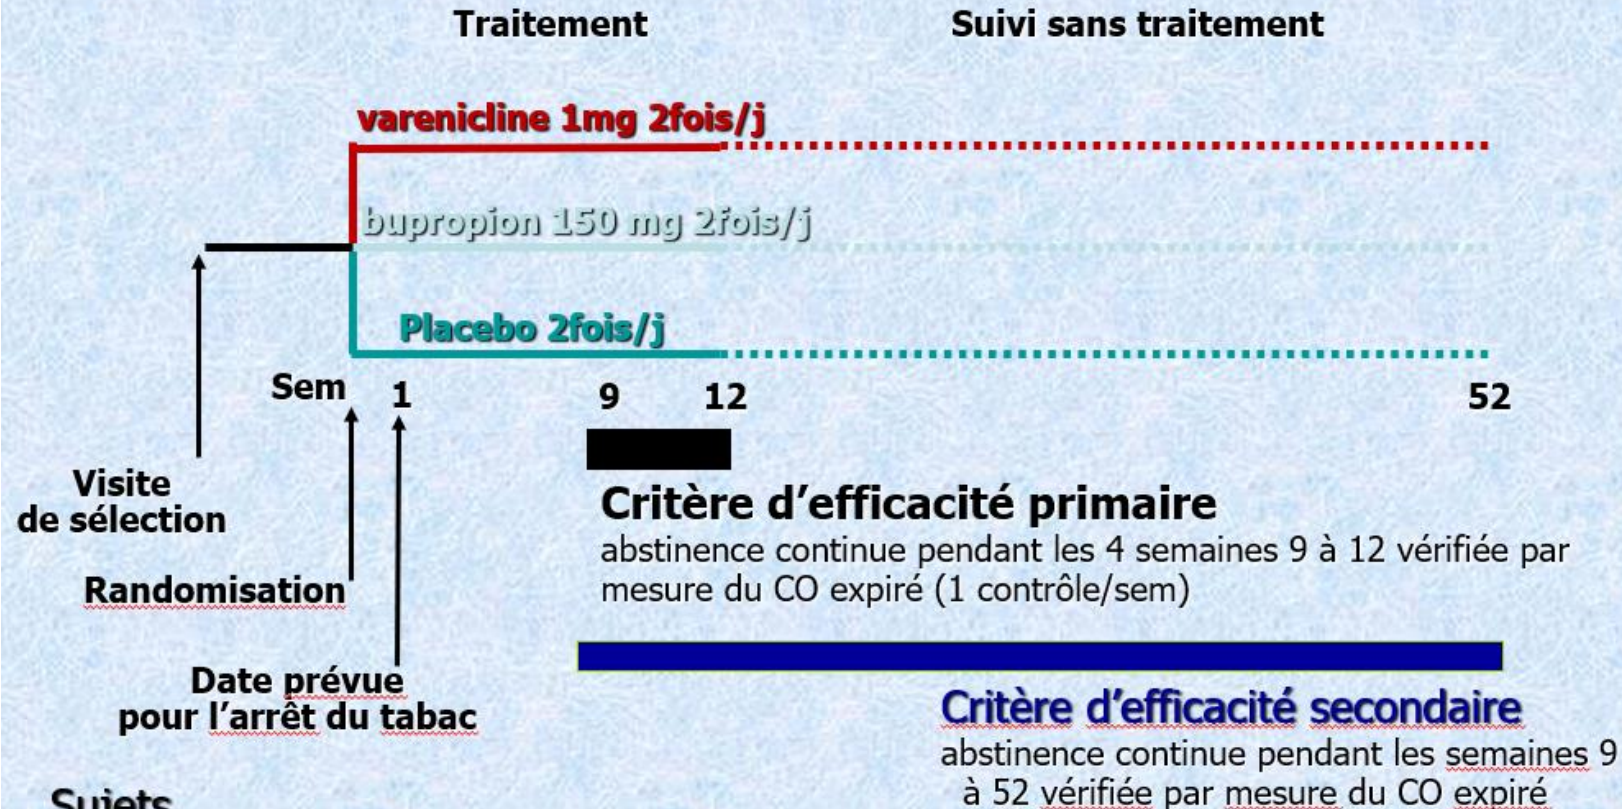 Traitement
Suivi sans traitement
varenicline 1mg 2fois/j
bupropion 150 mg 2fois/j
Placebo 2fois/j
Sem 1 9 12 52
Visite
de sélection
Randomisation
Date prévue
pour l’arrêt du tabac
Critère d’efficacité primaire
abstinence continue pendant les 4 semaines 9 à 12 vérifiée par
mesure du CO expiré (1 contrôle/sem)
Critère d’efficacité secondaire
abstinence continue pendant les semaines 9
à 52 vérifiée par mesure du CO expiré
Sujets